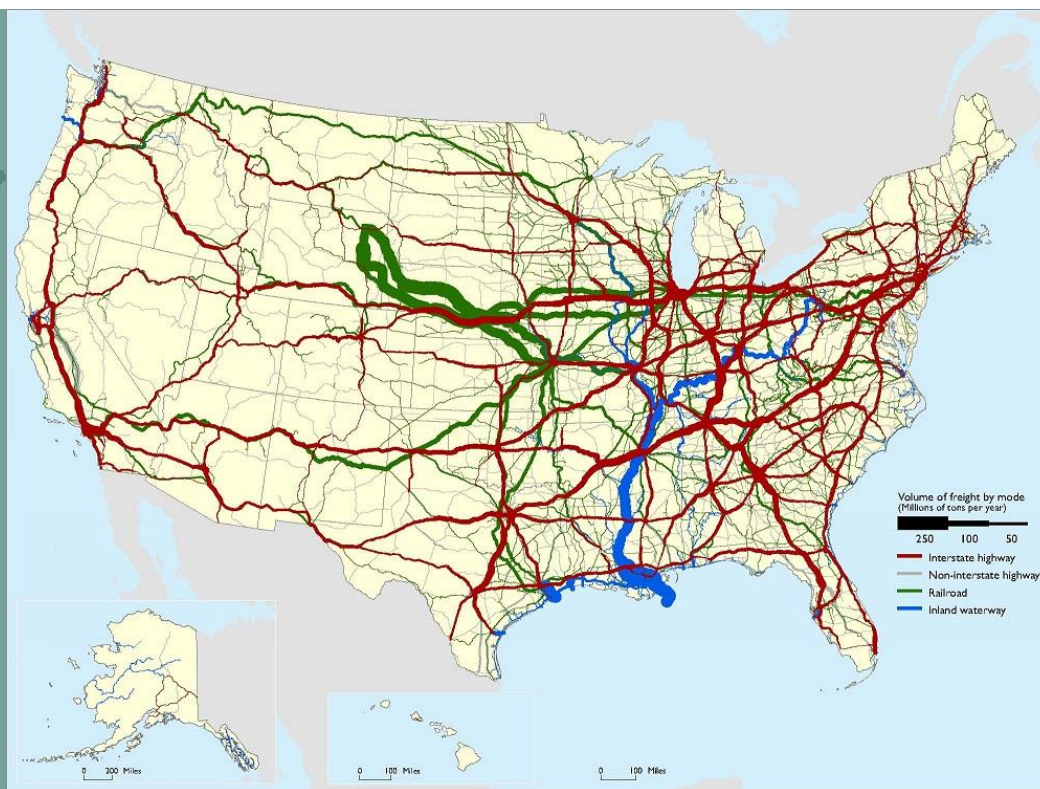 Volume of freight by mode
(Millions of tons per year)
250 100 50
Interstate highway
Non-interstate highway
Railroad
Inland waterway
0 200 Miles
0 100 Miles
0 100 Miles